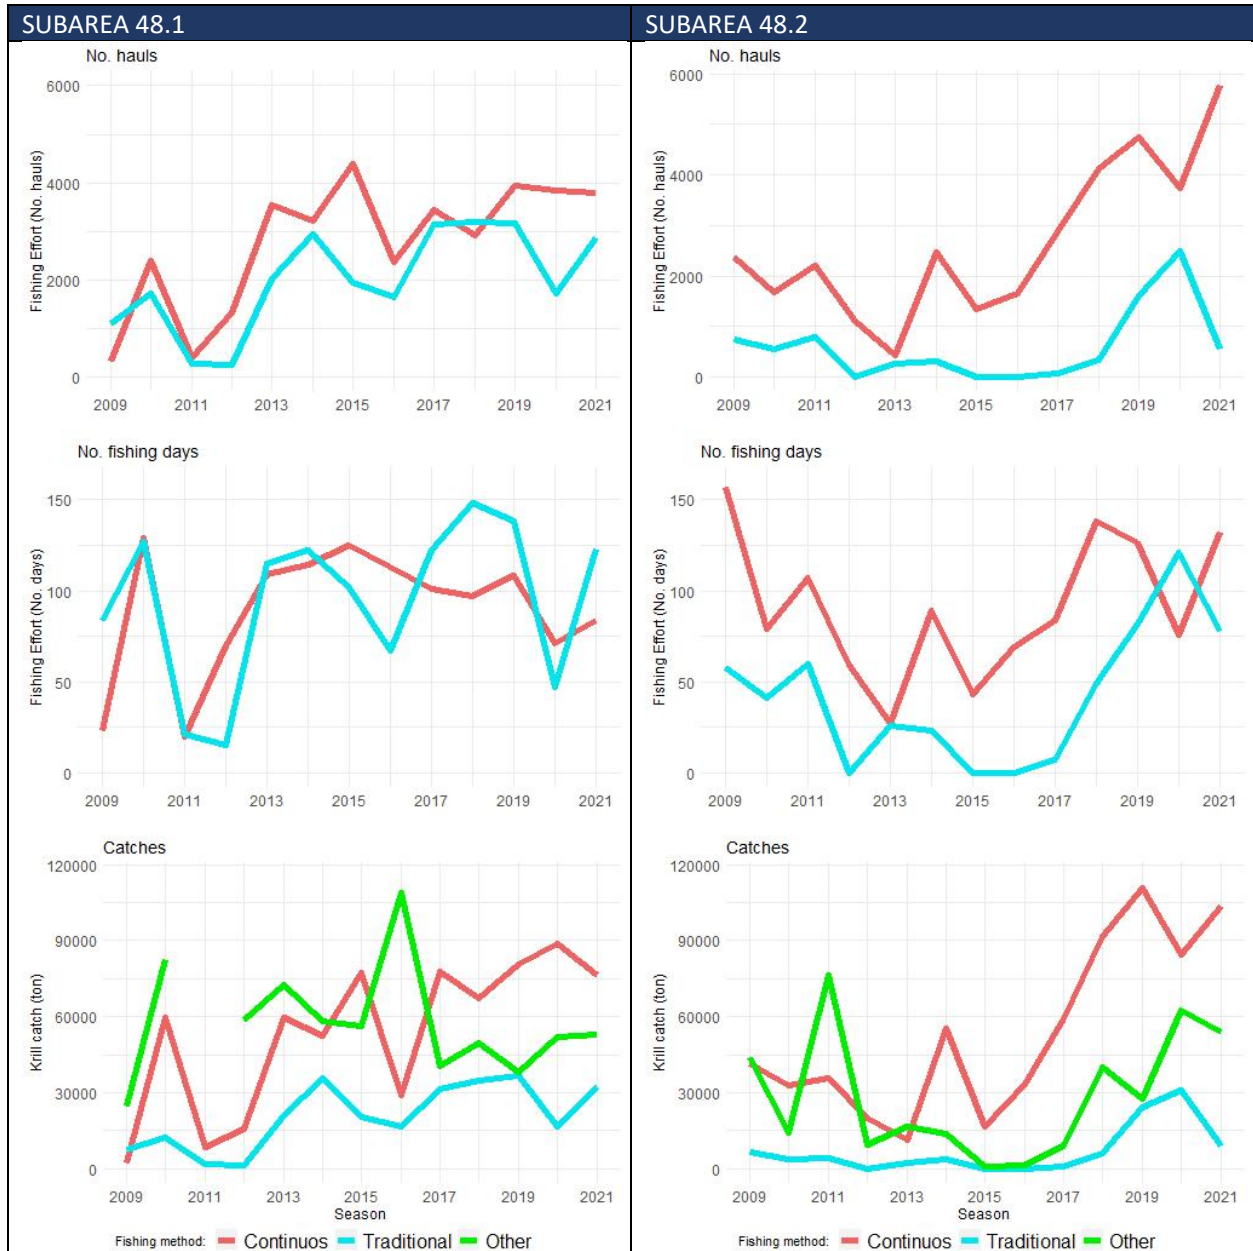 SUBAREA 48.1
SUBAREA 48.2
No. hauls
6000
4000
2000
0
Fishing Effort (No. hauls)
2009 2011 2013 2015 2017 2019 2021
No. hauls
6000
4000
2000
0
Fishing Effort (No. hauls)
2009 2011 2013 2015 2017 2019 2021
No. fishing days
150
100
50
0
Fishing Effort (No. days)
2009 2011 2013 2015 2017 2019 2021
No. fishing days
150
100
50
0
Fishing Effort (No. days)
2009 2011 2013 2015 2017 2019 2021
Catches
120000
90000
60000
30000
0
Krill catch (ton)
2009 2011 2013 2015 2017 2019 2021
Season
Fishing method: Continuos Traditional Other
Catches
120000
90000
60000
30000
0
Krill catch (ton)
2009 2011 2013 2015 2017 2019 2021
Season
Fishing method: Continuos Traditional Other